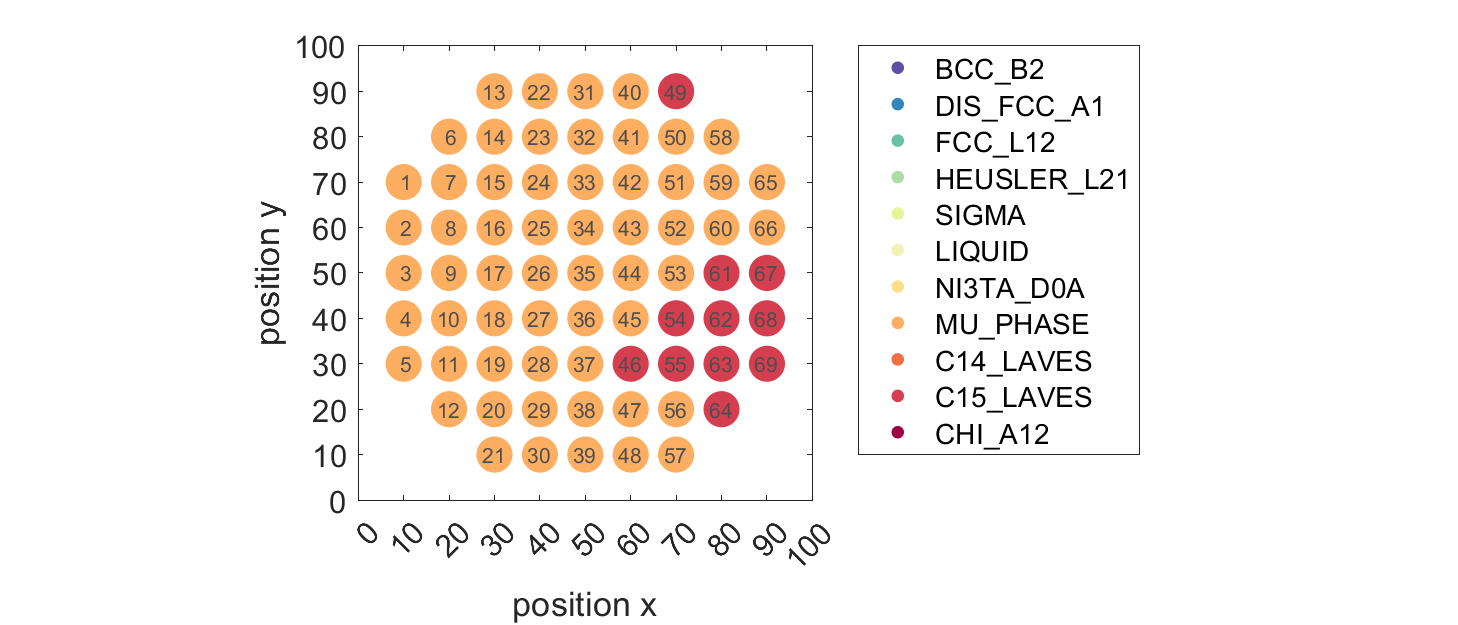 100
90 13 22 31 40 49
80 6 14 23 32 41 50 58
70 1 7 15 24 33 42 51 59 65
60 2 8 16 25 34 43 52 60 66
50 3 9 17 26 35 44 53 61 67
40 4 10 18 27 36 45 54 62 68
30 5 11 19 28 37 46 55 63 69
20 12 20 29 38 47 56 64
10 21 30 39 48 57
0
0 10 20 30 40 50 60 70 80 90 100
position x
position y
BCC_B2
DIS_FCC_A1
FCC_L12
HEUSLER_L21
SIGMA
LIQUID
NI3TA_D0A
MU_PHASE
C14_LAVES
C15_LAVES
CHI_A12